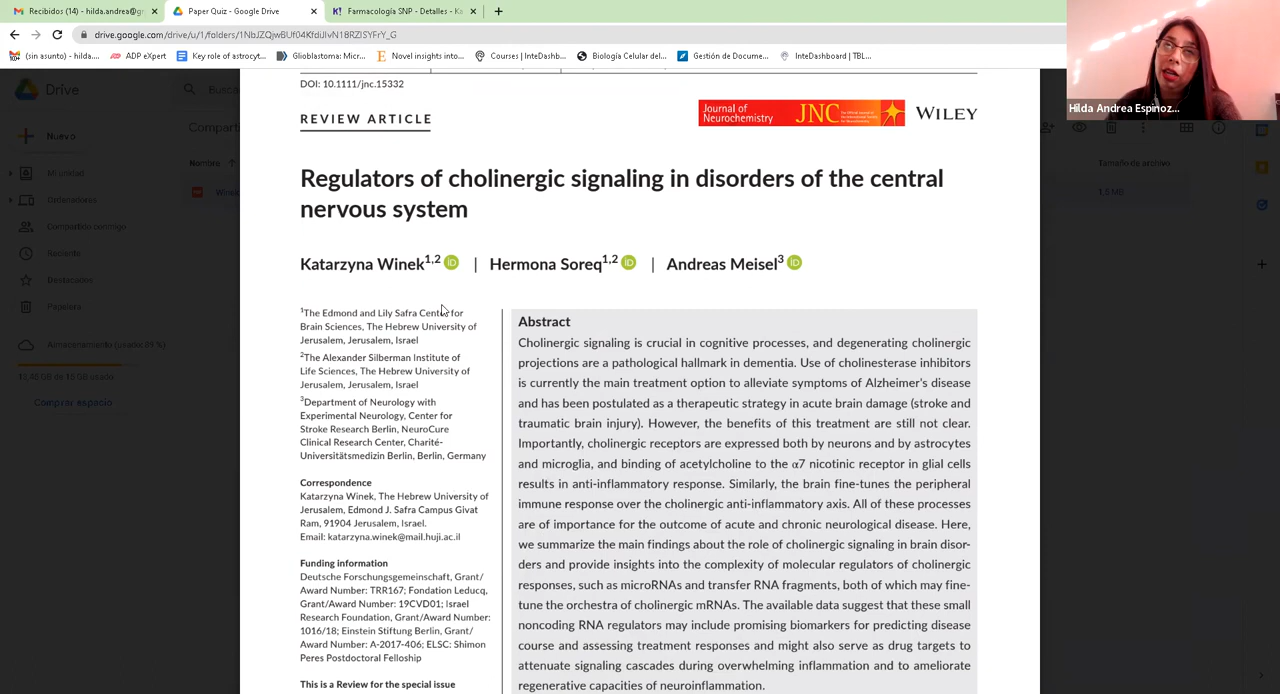 Recibidos (14) - hilda.andrea@g
Paper Quiz - Google Drive
Farmacología SNP - Detalles - Ka
drive.google.com/drive/u/1/folders/
(sin asunto) - hilda....
ADP eXpert
Key role of astrocyt...
Glioblastoma: Micr...
Novel insights into...
Courses | InteDashb...
Biología Celular del...
Gestión de Docume...
InteDashboard | TBL...
Hilda Andrea Espinoz...
Drive
Nuevo
Mi unidad
Ordenadores
Compartido conmigo
Reciente
Destacados
Papelera
Comprar espacio
Nombre
Tamaño de archivo
1,5 MB
DOI: 10.1111/jnc.15332
REVIEW ARTICLE
Journal of
Neurochemistry
JNC
WILEY
Regulators of cholinergic signaling in disorders of the central
nervous system
Katarzyna Winek1,2 | Hermona Soreq1,2 | Andreas Meisel3
1The Edmond and Lily Safra Center for
Brain Sciences, The Hebrew University of
Jerusalem, Jerusalem, Israel
2The Alexander Silberman Institute of
Life Sciences, The Hebrew University of
Jerusalem, Jerusalem, Israel
3Department of Neurology with
Experimental Neurology, Center for
Stroke Research Berlin, NeuroCure
Clinical Research Center, Charité-
Universitätsmedizin Berlin, Berlin, Germany
Correspondence
Katarzyna Winek, The Hebrew University of
Jerusalem, Edmond J. Safra Campus Givat
Ram, 91904 Jerusalem, Israel.
Email: katarzyna.winek@mail.huji.ac.il
Funding information
Deutsche Forschungsgemeinschaft, Grant/
Award Number: TRR167; Fondation Leducq,
Grant/Award Number: 19CVD01; Israel
Research Foundation, Grant/Award Number:
1016/18; Einstein Stiftung Berlin, Grant/
Award Number: A-2017-406; ELSC: Shimon
Peres Postdoctoral Fellship
This is a Review for the special issue
Abstract
Cholinergic signaling is crucial in cognitive processes, and degenerating cholinergic
projections are a pathological hallmark in dementia. Use of cholinesterase inhibitors
is currently the main treatment option to alleviate symptoms of Alzheimer's disease
and has been postulated as a therapeutic strategy in acute brain damage (stroke and
traumatic brain injury). However, the benefits of this treatment are still not clear.
Importantly, cholinergic receptors are expressed both by neurons and by astrocytes
and microglia, and binding of acetylcholine to the α7 nicotinic receptor in glial cells
results in anti-inflammatory response. Similarly, the brain fine-tunes the peripheral
immune response over the cholinergic anti-inflammatory axis. All of these processes
are of importance for the outcome of acute and chronic neurological disease. Here,
we summarize the main findings about the role of cholinergic signaling in brain disor-
ders and provide insights into the complexity of molecular regulators of cholinergic
responses, such as microRNAs and transfer RNA fragments, both of which may fine-
tune the orchestra of cholinergic mRNAs. The available data suggest that these small
noncoding RNA regulators may include promising biomarkers for predicting disease
course and assessing treatment responses and might also serve as drug targets to
attenuate signaling cascades during overwhelming inflammation and to ameliorate
regenerative capacities of neuroinflammation.